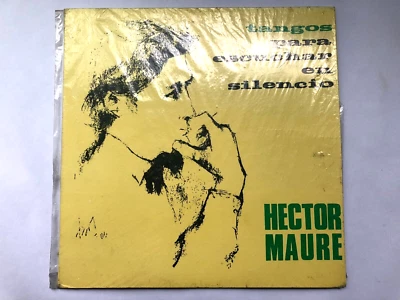 tangos
para
escuchar
en
silencio
HECTOR
MAURE